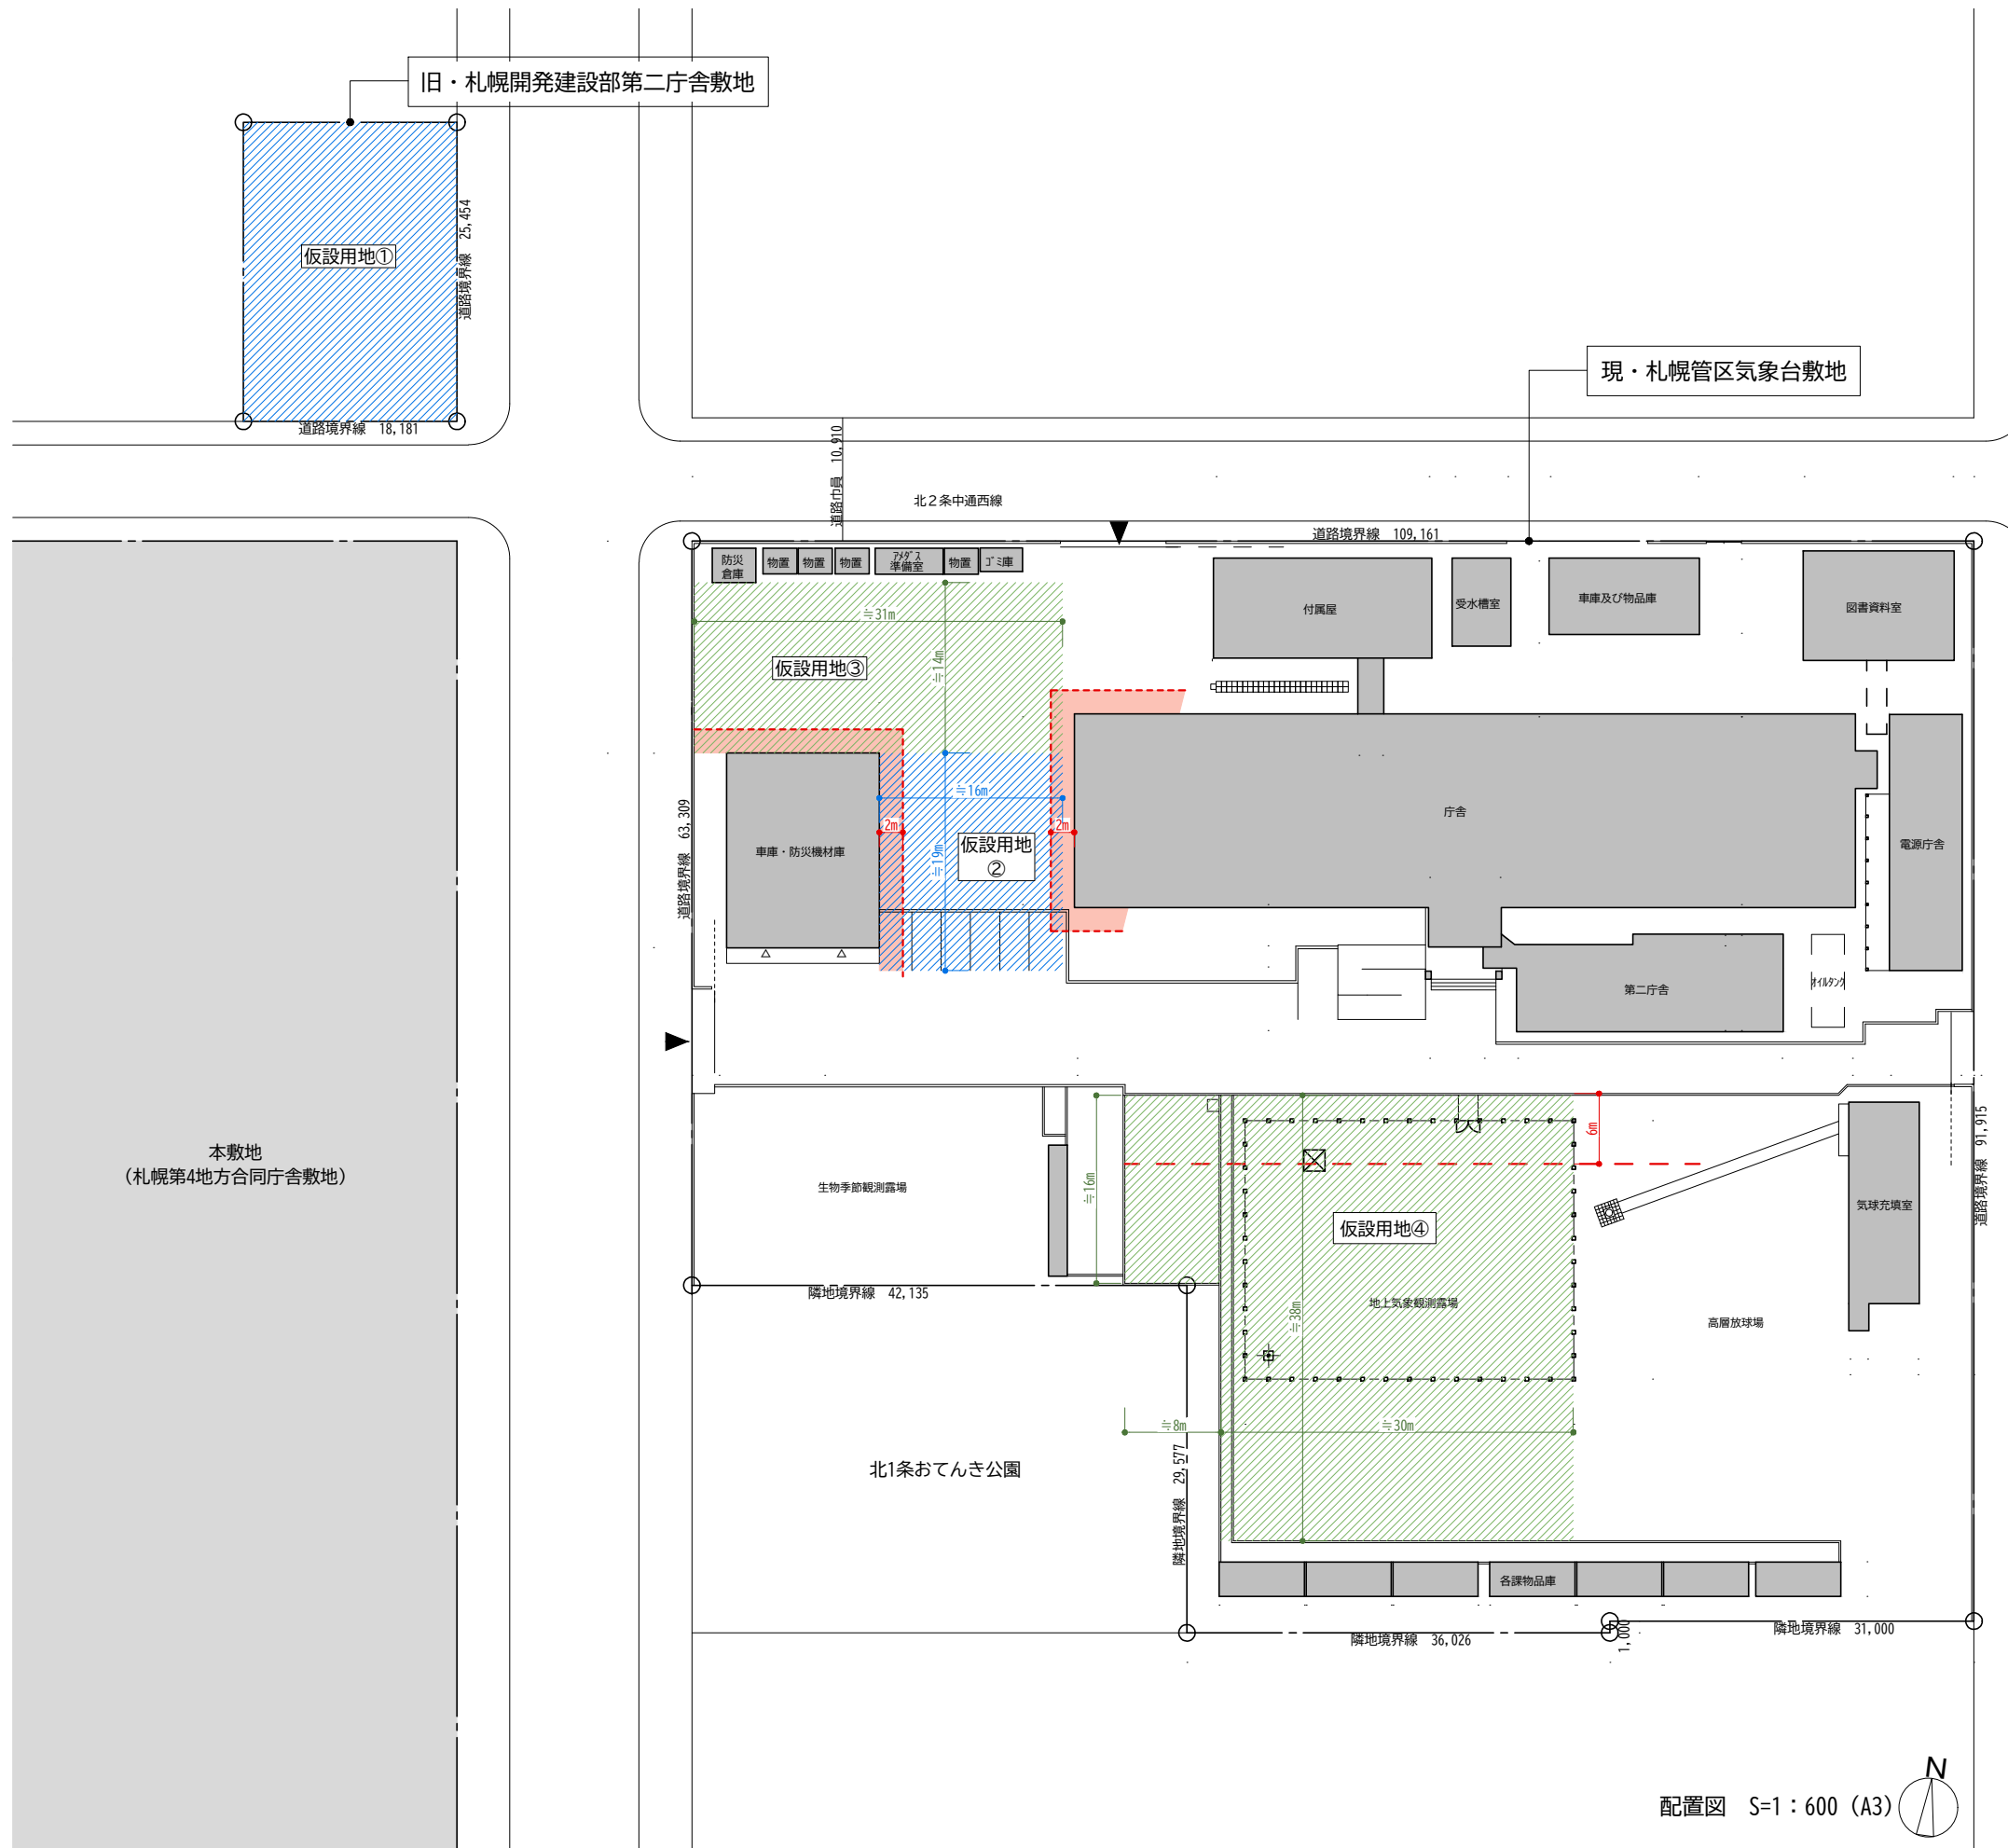 旧・札幌開発建設部第二庁舎敷地
仮設用地①
道路境界線 25,454
道路境界線 18,181
現・札幌管区気象台敷地
道路巾員 10,910
北２条中通西線
道路境界線 109,161
防災
倉庫
物置
物置
物置
ｱﾒﾀﾞｽ
準備室
物置
ｺﾞﾐ庫
付属屋
受水槽室
車庫及び物品庫
図書資料室
≒31m
≒14m
仮設用地③
≒16m
2m
≒19m
仮設用地
②
2m
庁舎
車庫・防災機材庫
電源庁舎
道路境界線 63,309
第二庁舎
ｵｲﾙﾀﾝｸ
本敷地
（札幌第4地方合同庁舎敷地）
生物季節観測露場
≒16m
6m
仮設用地④
気球充填室
道路境界線 91,915
隣地境界線 42,135
≒38m
地上気象観測露場
高層放球場
≒8m
≒30m
北1条おてんき公園
隣地境界線 29,577
各課物品庫
隣地境界線 36,026
1,000
隣地境界線 31,000
N
配置図 S=1：600（A3）